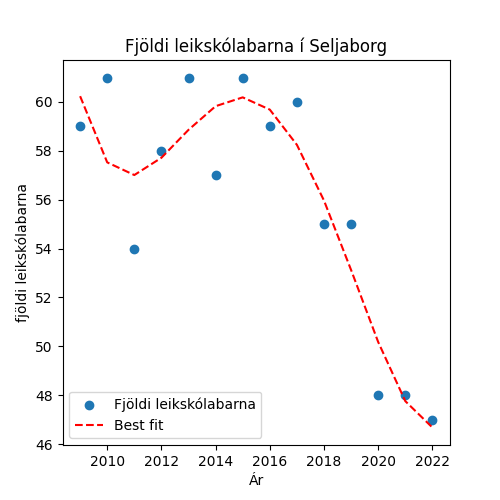 Fjöldi leikskólabarna í Seljaborg
fjöldi leikskólabarna
60
58
56
54
52
50
48
46
Fjöldi leikskólabarna
Best fit
2010 2012 2014 2016 2018 2020 2022
Ár